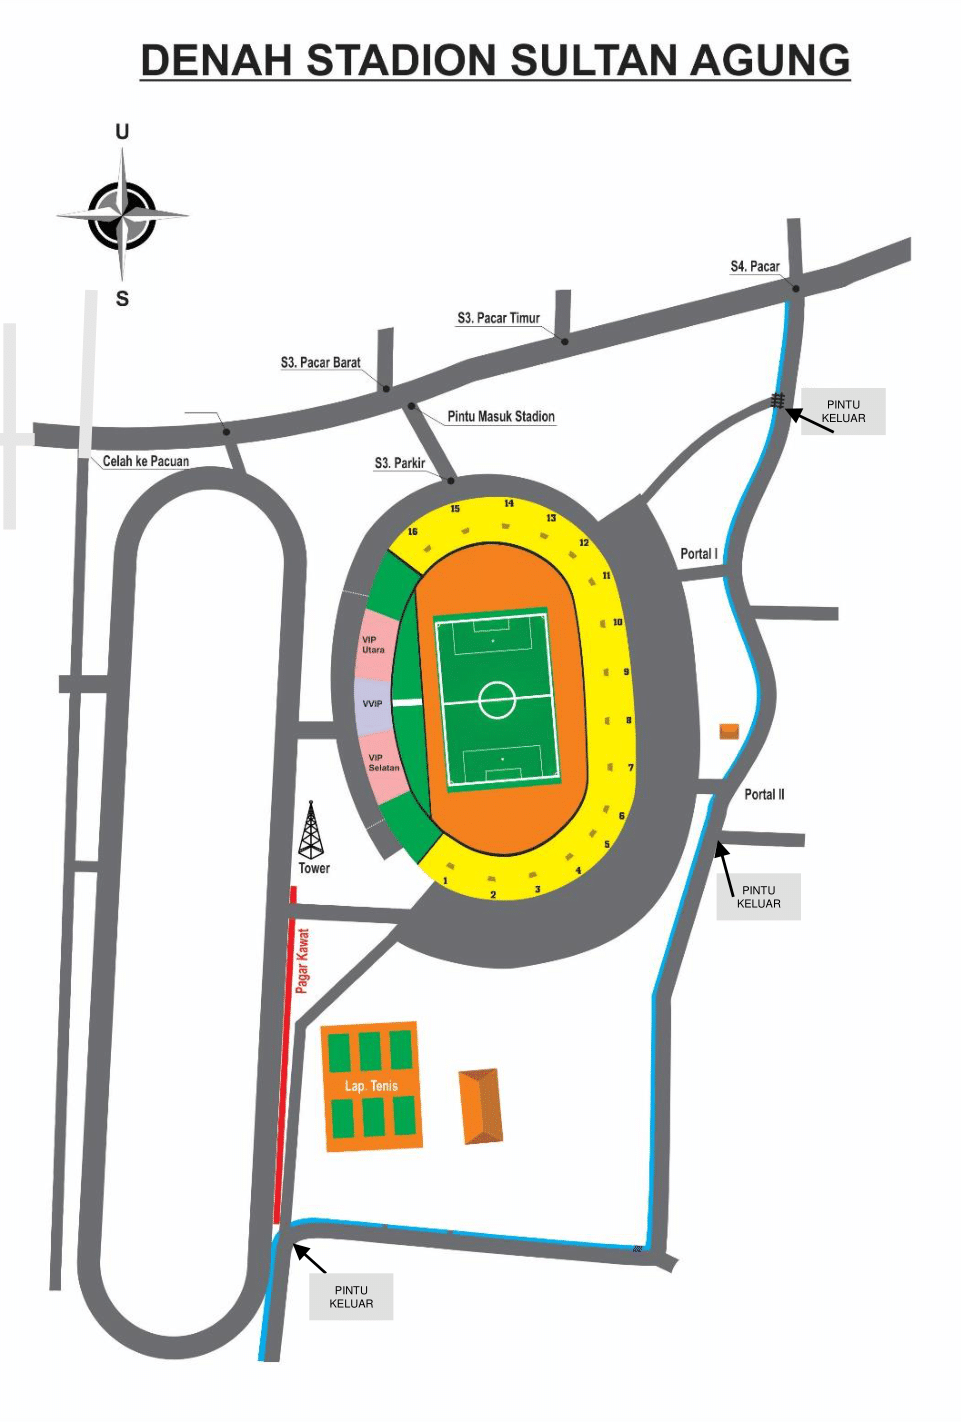 DENAH STADION SULTAN AGUNG
U
S
S4. Pacar
S3. Pacar Timur
S3. Pacar Barat
PINTU
KELUAR
Pintu Masuk Stadion
Celah ke Pacuan
S3. Parkir
16
15
14
13
12
11
10
9
8
7
6
5
4
3
2
1
Portal I
VIP
Utara
VVIP
VIP
Selatan
Portal II
Tower
PINTU
KELUAR
Pagar Kawat
Lap. Tenis
PINTU
KELUAR